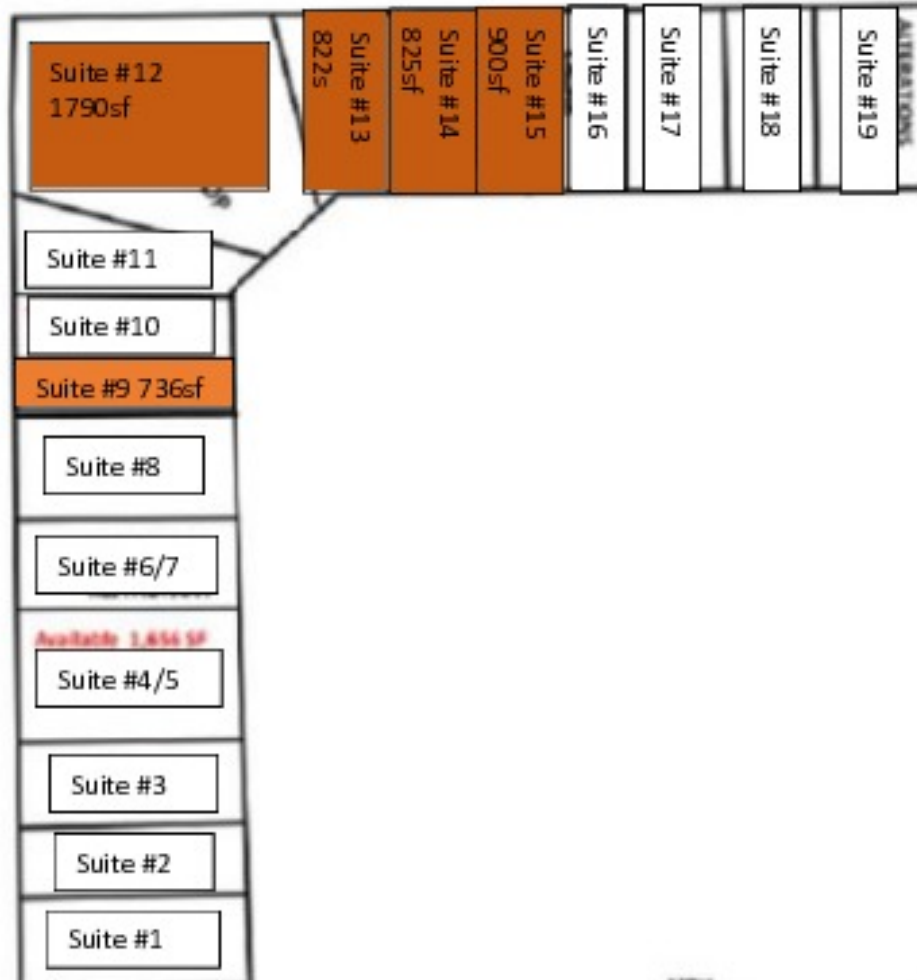 Suite #12
1790sf
Suite #13
822s
Suite #14
825sf
Suite #15
900sf
Suite #16
Suite #17
Suite #18
Suite #19
ALTERATIONS
Suite #11
Suite #10
Suite #9 736sf
Suite #8
Suite #6/7
Available 1,656 SF
Suite #4/5
Suite #3
Suite #2
Suite #1